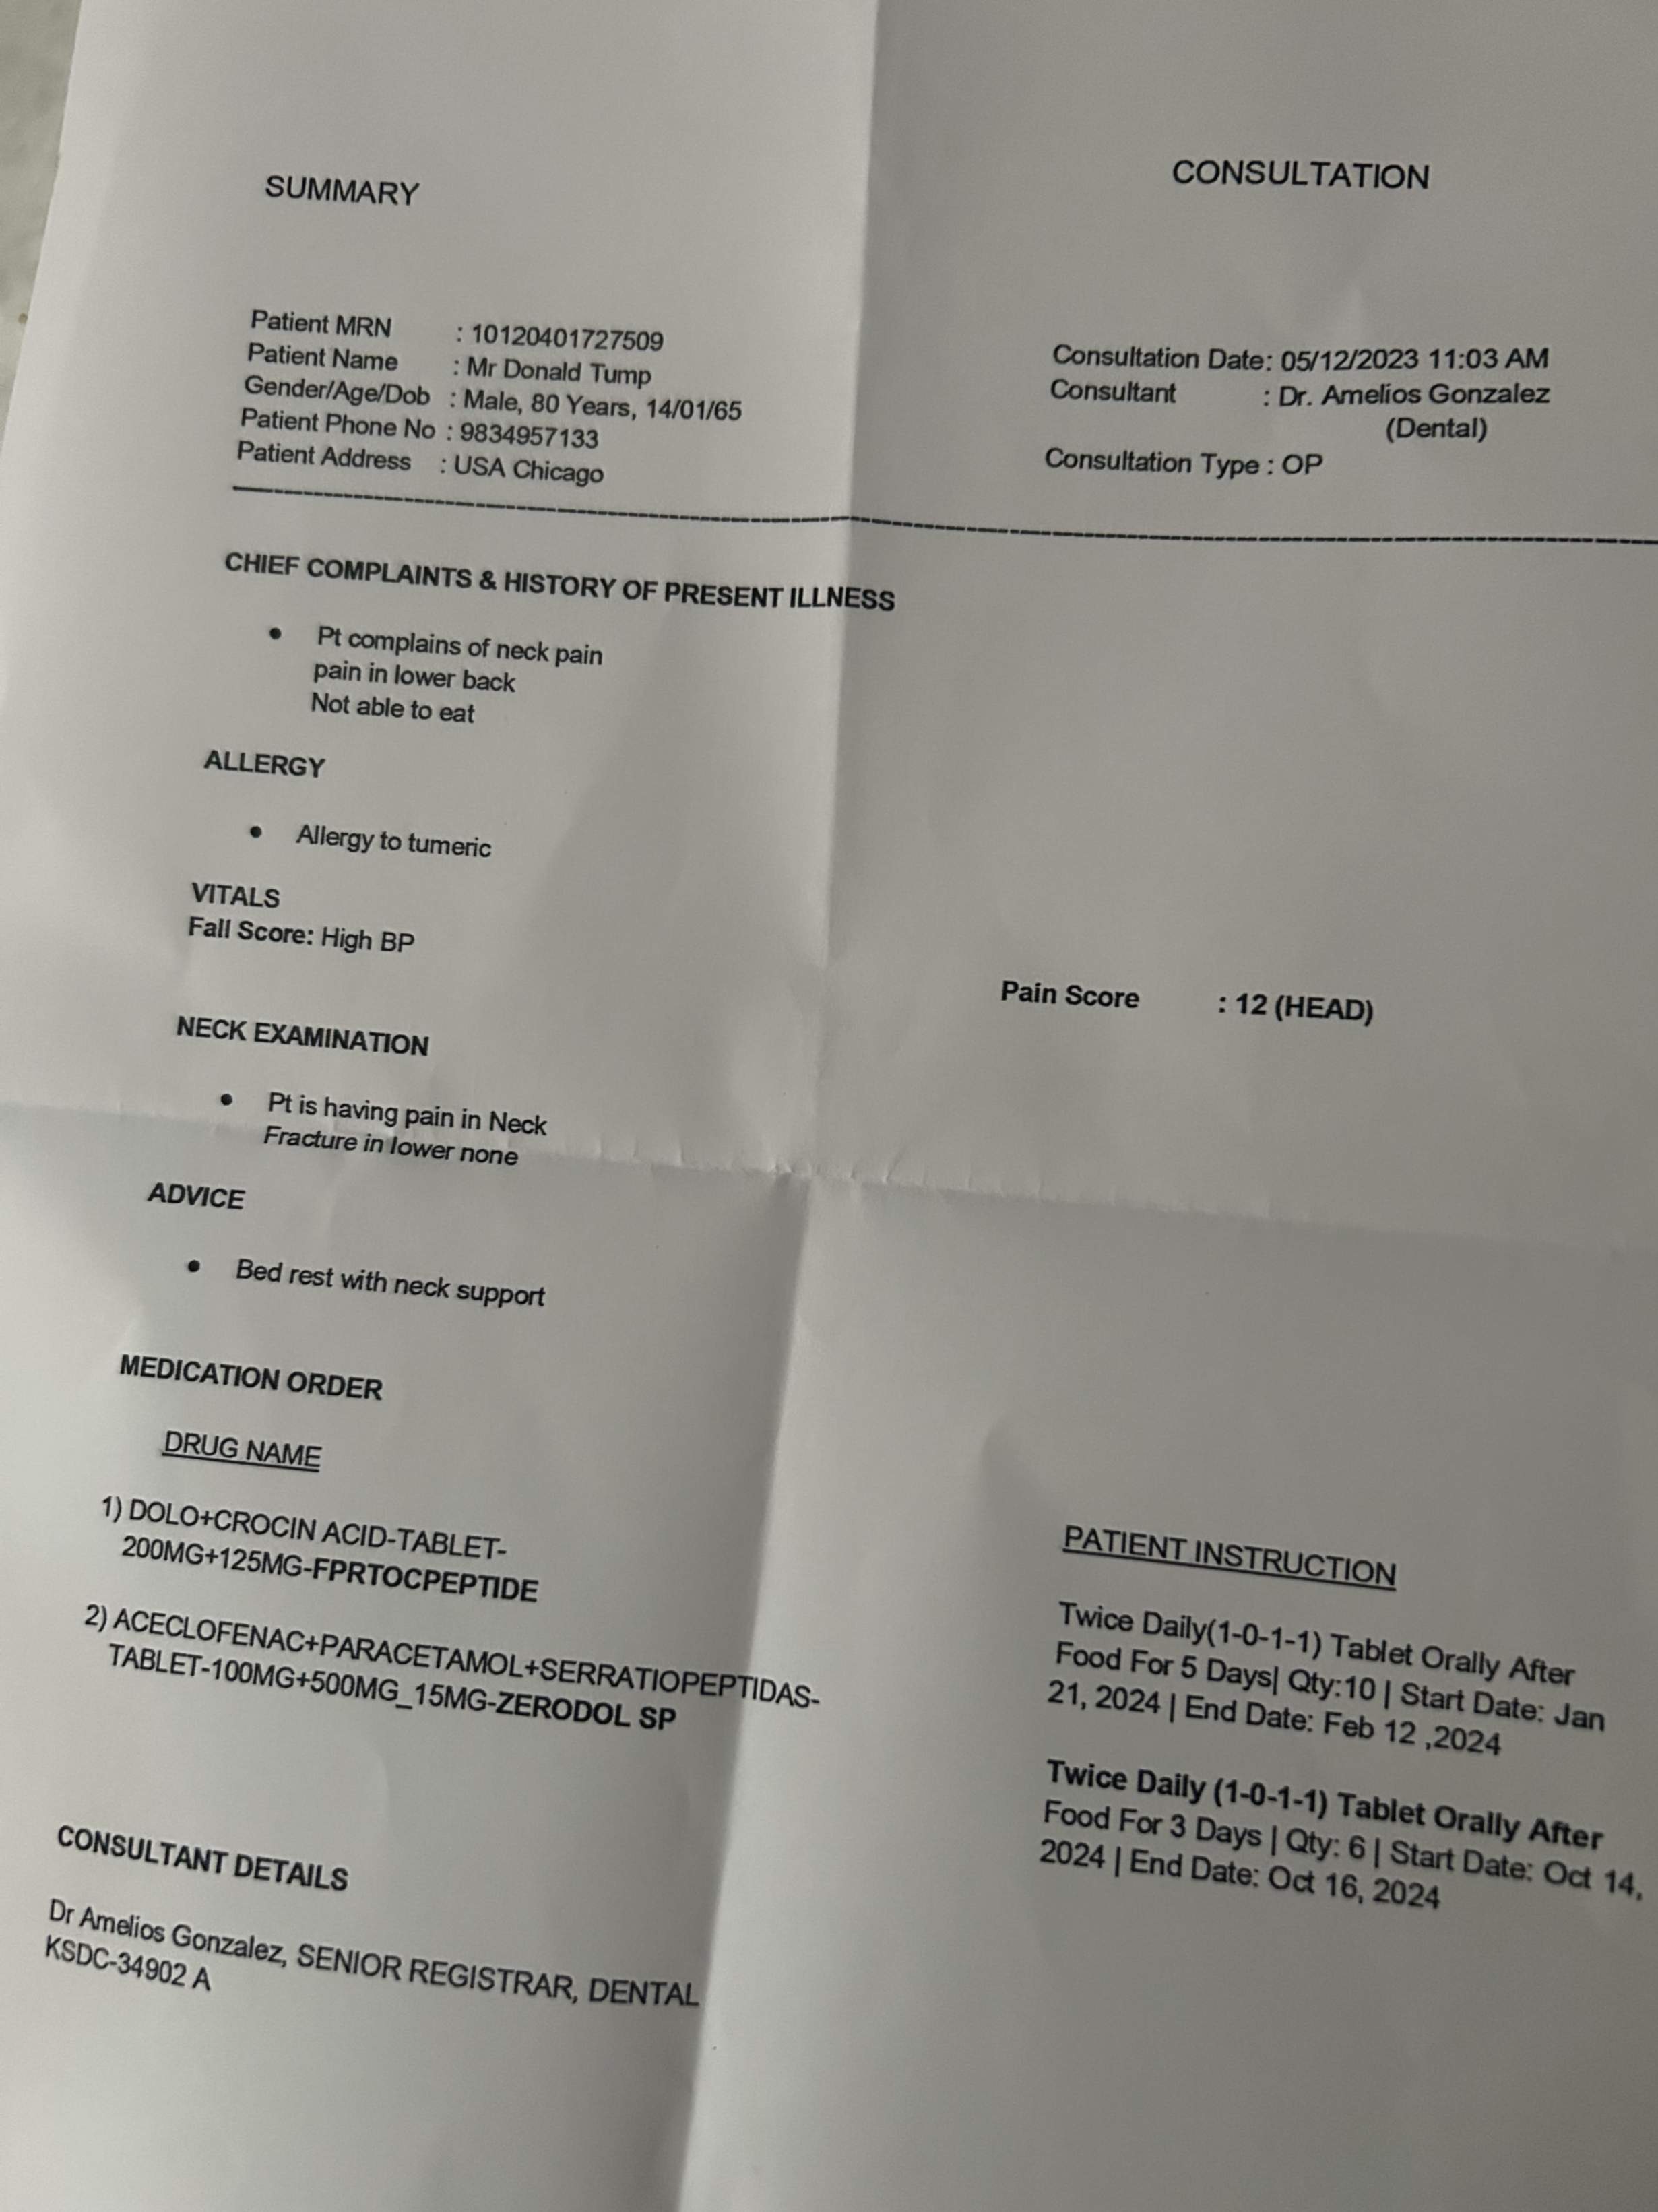 SUMMARY
CONSULTATION
Patient MRN : 10120401727509
Patient Name : Mr Donald Tump
Gender/Age/Dob : Male, 80 Years, 14/01/65
Patient Phone No : 9834957133
Patient Address : USA Chicago
Consultation Date: 05/12/2023 11:03 AM
Consultant : Dr. Amelios Gonzalez
(Dental)
Consultation Type : OP
CHIEF COMPLAINTS & HISTORY OF PRESENT ILLNESS
• Pt complains of neck pain
pain in lower back
Not able to eat
ALLERGY
• Allergy to tumeric
VITALS
Fall Score: High BP
Pain Score : 12 (HEAD)
NECK EXAMINATION
• Pt is having pain in Neck
Fracture in lower none
ADVICE
• Bed rest with neck support
MEDICATION ORDER
DRUG NAME
1) DOLO+CROCIN ACID-TABLET-
200MG+125MG-FPRTOCPEPTIDE
2) ACECLOFENAC+PARACETAMOL+SERRATIOPEPTIDAS-
TABLET-100MG+500MG_15MG-ZERODOL SP
PATIENT INSTRUCTION
Twice Daily(1-0-1-1) Tablet Orally After
Food For 5 Days| Qty:10 | Start Date: Jan
21, 2024 | End Date: Feb 12 ,2024
Twice Daily (1-0-1-1) Tablet Orally After
Food For 3 Days | Qty: 6 | Start Date: Oct 14,
2024 | End Date: Oct 16, 2024
CONSULTANT DETAILS
Dr Amelios Gonzalez, SENIOR REGISTRAR, DENTAL
KSDC-34902 A